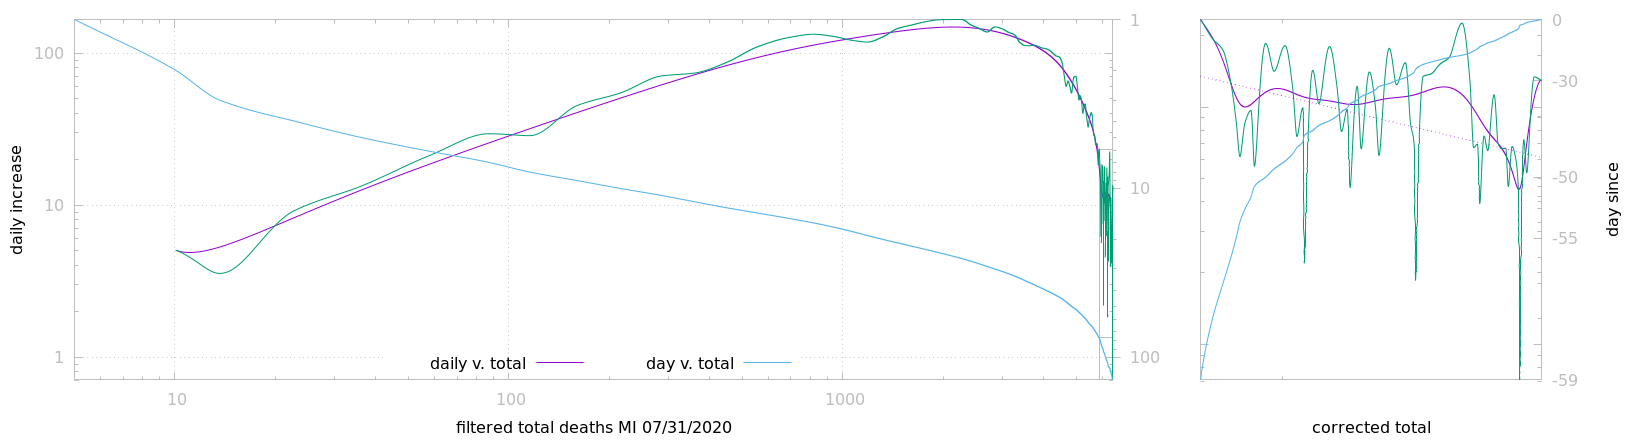 daily increase
100
10
1
daily v. total
day v. total
10
100
1000
filtered total deaths MI 07/31/2020
1
10
100
0
-30
-50
-55
-59
day since
corrected total